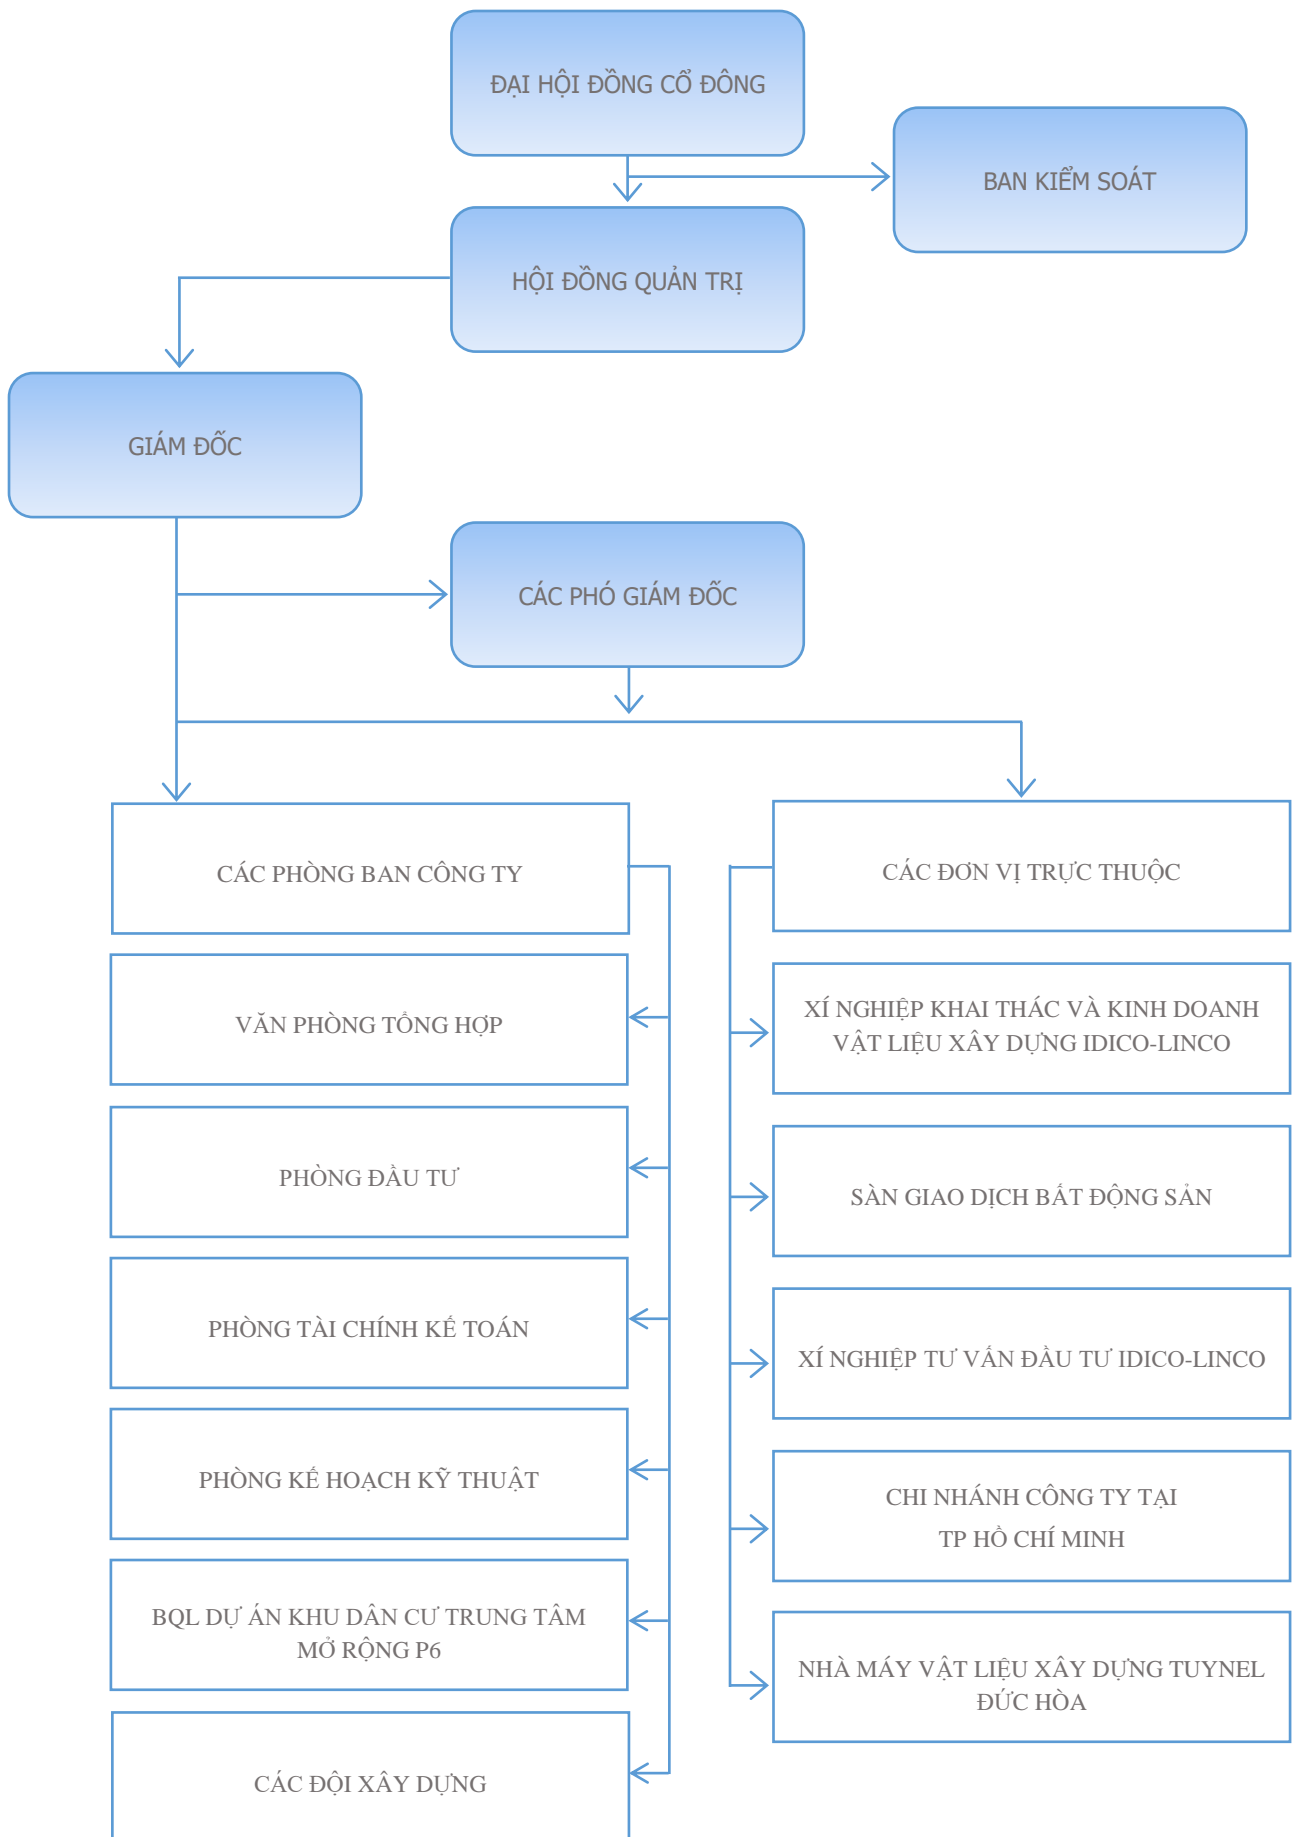 ĐẠI HỘI ĐỒNG CỔ ĐÔNG
BAN KIỂM SOÁT
HỘI ĐỒNG QUẢN TRỊ
GIÁM ĐỐC
CÁC PHÓ GIÁM ĐỐC
CÁC PHÒNG BAN CÔNG TY
VĂN PHÒNG TỔNG HỢP
PHÒNG ĐẦU TƯ
PHÒNG TÀI CHÍNH KẾ TOÁN
PHÒNG KẾ HOẠCH KỸ THUẬT
BQL DỰ ÁN KHU DÂN CƯ TRUNG TÂM
MỞ RỘNG P6
CÁC ĐỘI XÂY DỰNG
CÁC ĐƠN VỊ TRỰC THUỘC
XÍ NGHIỆP KHAI THÁC VÀ KINH DOANH
VẬT LIỆU XÂY DỰNG IDICO-LINCO
SÀN GIAO DỊCH BẤT ĐỘNG SẢN
XÍ NGHIỆP TƯ VẤN ĐẦU TƯ IDICO-LINCO
CHI NHÁNH CÔNG TY TẠI
TP HỒ CHÍ MINH
NHÀ MÁY VẬT LIỆU XÂY DỰNG TUYNEL
ĐỨC HÒA